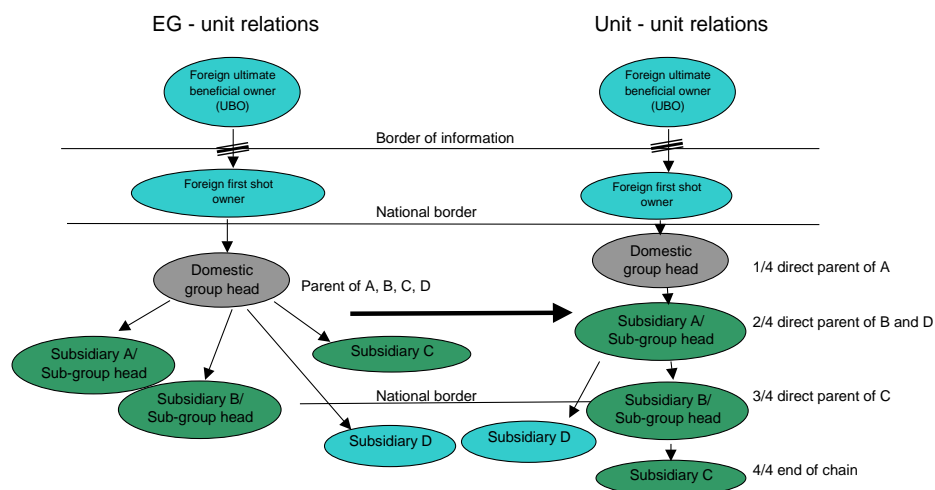 EG - unit relations
Unit - unit relations
Foreign ultimate
beneficial owner
(UBO)
Foreign ultimate
beneficial owner
(UBO)
Border of information
Foreign first shot
owner
Foreign first shot
owner
National border
Domestic
group head
Domestic
group head
1/4 direct parent of A
Parent of A, B, C, D
Subsidiary A/
Sub-group head
2/4 direct parent of B and D
Subsidiary A/
Sub-group head
Subsidiary C
Subsidiary B/
Sub-group head
National border
Subsidiary B/
Sub-group head
3/4 direct parent of C
Subsidiary D
Subsidiary D
Subsidiary C
4/4 end of chain